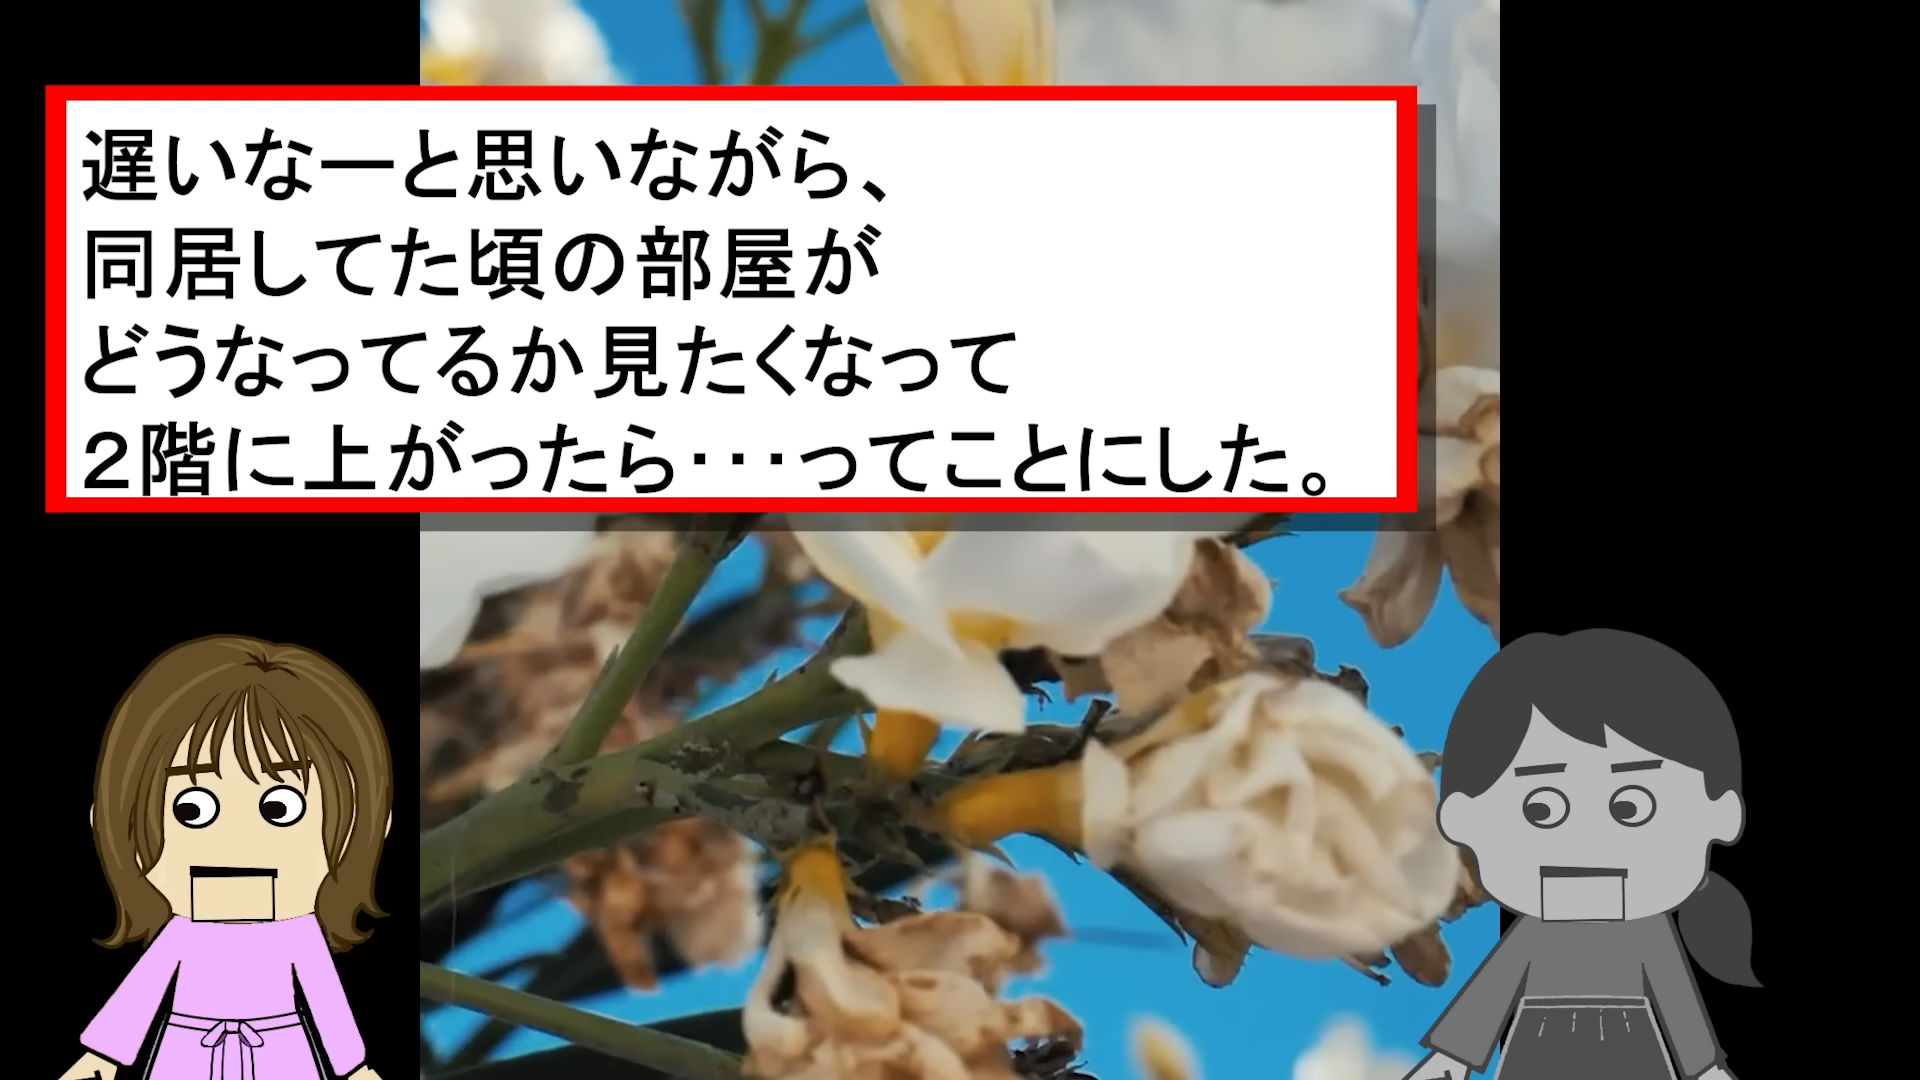 遅いなーと思いながら、
同居してた頃の部屋が
どうなってるか見たくなって
２階に上がったら･･･ってことにした。